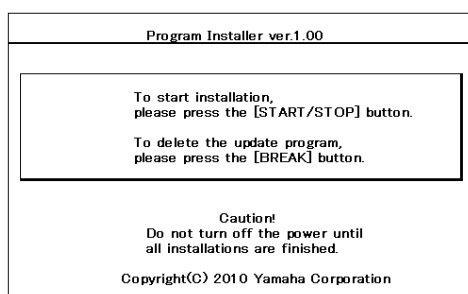 Program Installer ver.1.00
To start installation,
please press the [START/STOP] button.
To delete the update program,
please press the [BREAK] button.
Caution!
Do not turn off the power until
all installations are finished.
Copyright(C) 2010 Yamaha Corporation